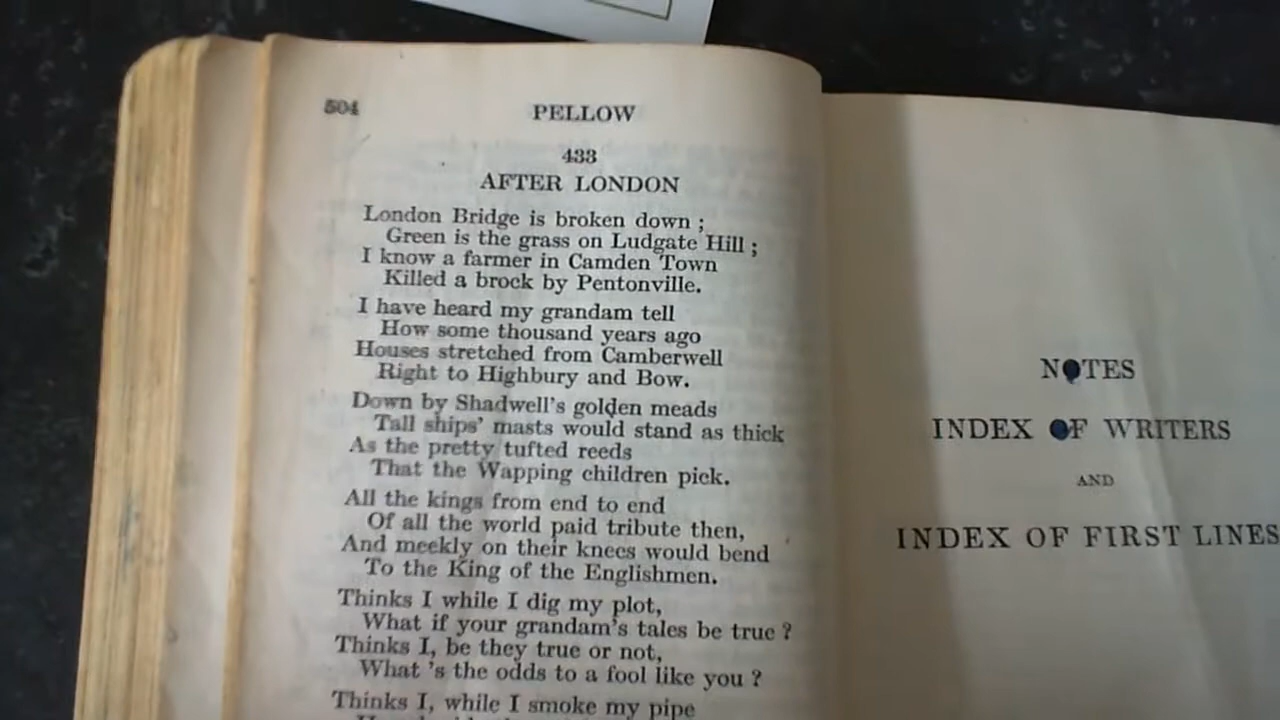 504
PELLOW
433
AFTER LONDON
London Bridge is broken down ;
Green is the grass on Ludgate Hill ;
I know a farmer in Camden Town
Killed a brock by Pentonville.
I have heard my grandam tell
How some thousand years ago
Houses stretched from Camberwell
Right to Highbury and Bow.
Down by Shadwell's golden meads
Tall ships' masts would stand as thick
As the pretty tufted reeds
That the Wapping children pick.
All the kings from end to end
Of all the world paid tribute then,
And meekly on their knees would bend
To the King of the Englishmen.
Thinks I while I dig my plot,
What if your grandam's tales be true ?
Thinks I, be they true or not,
What 's the odds to a fool like you ?
Thinks I, while I smoke my pipe
NOTES
INDEX OF WRITERS
AND
INDEX OF FIRST LINES